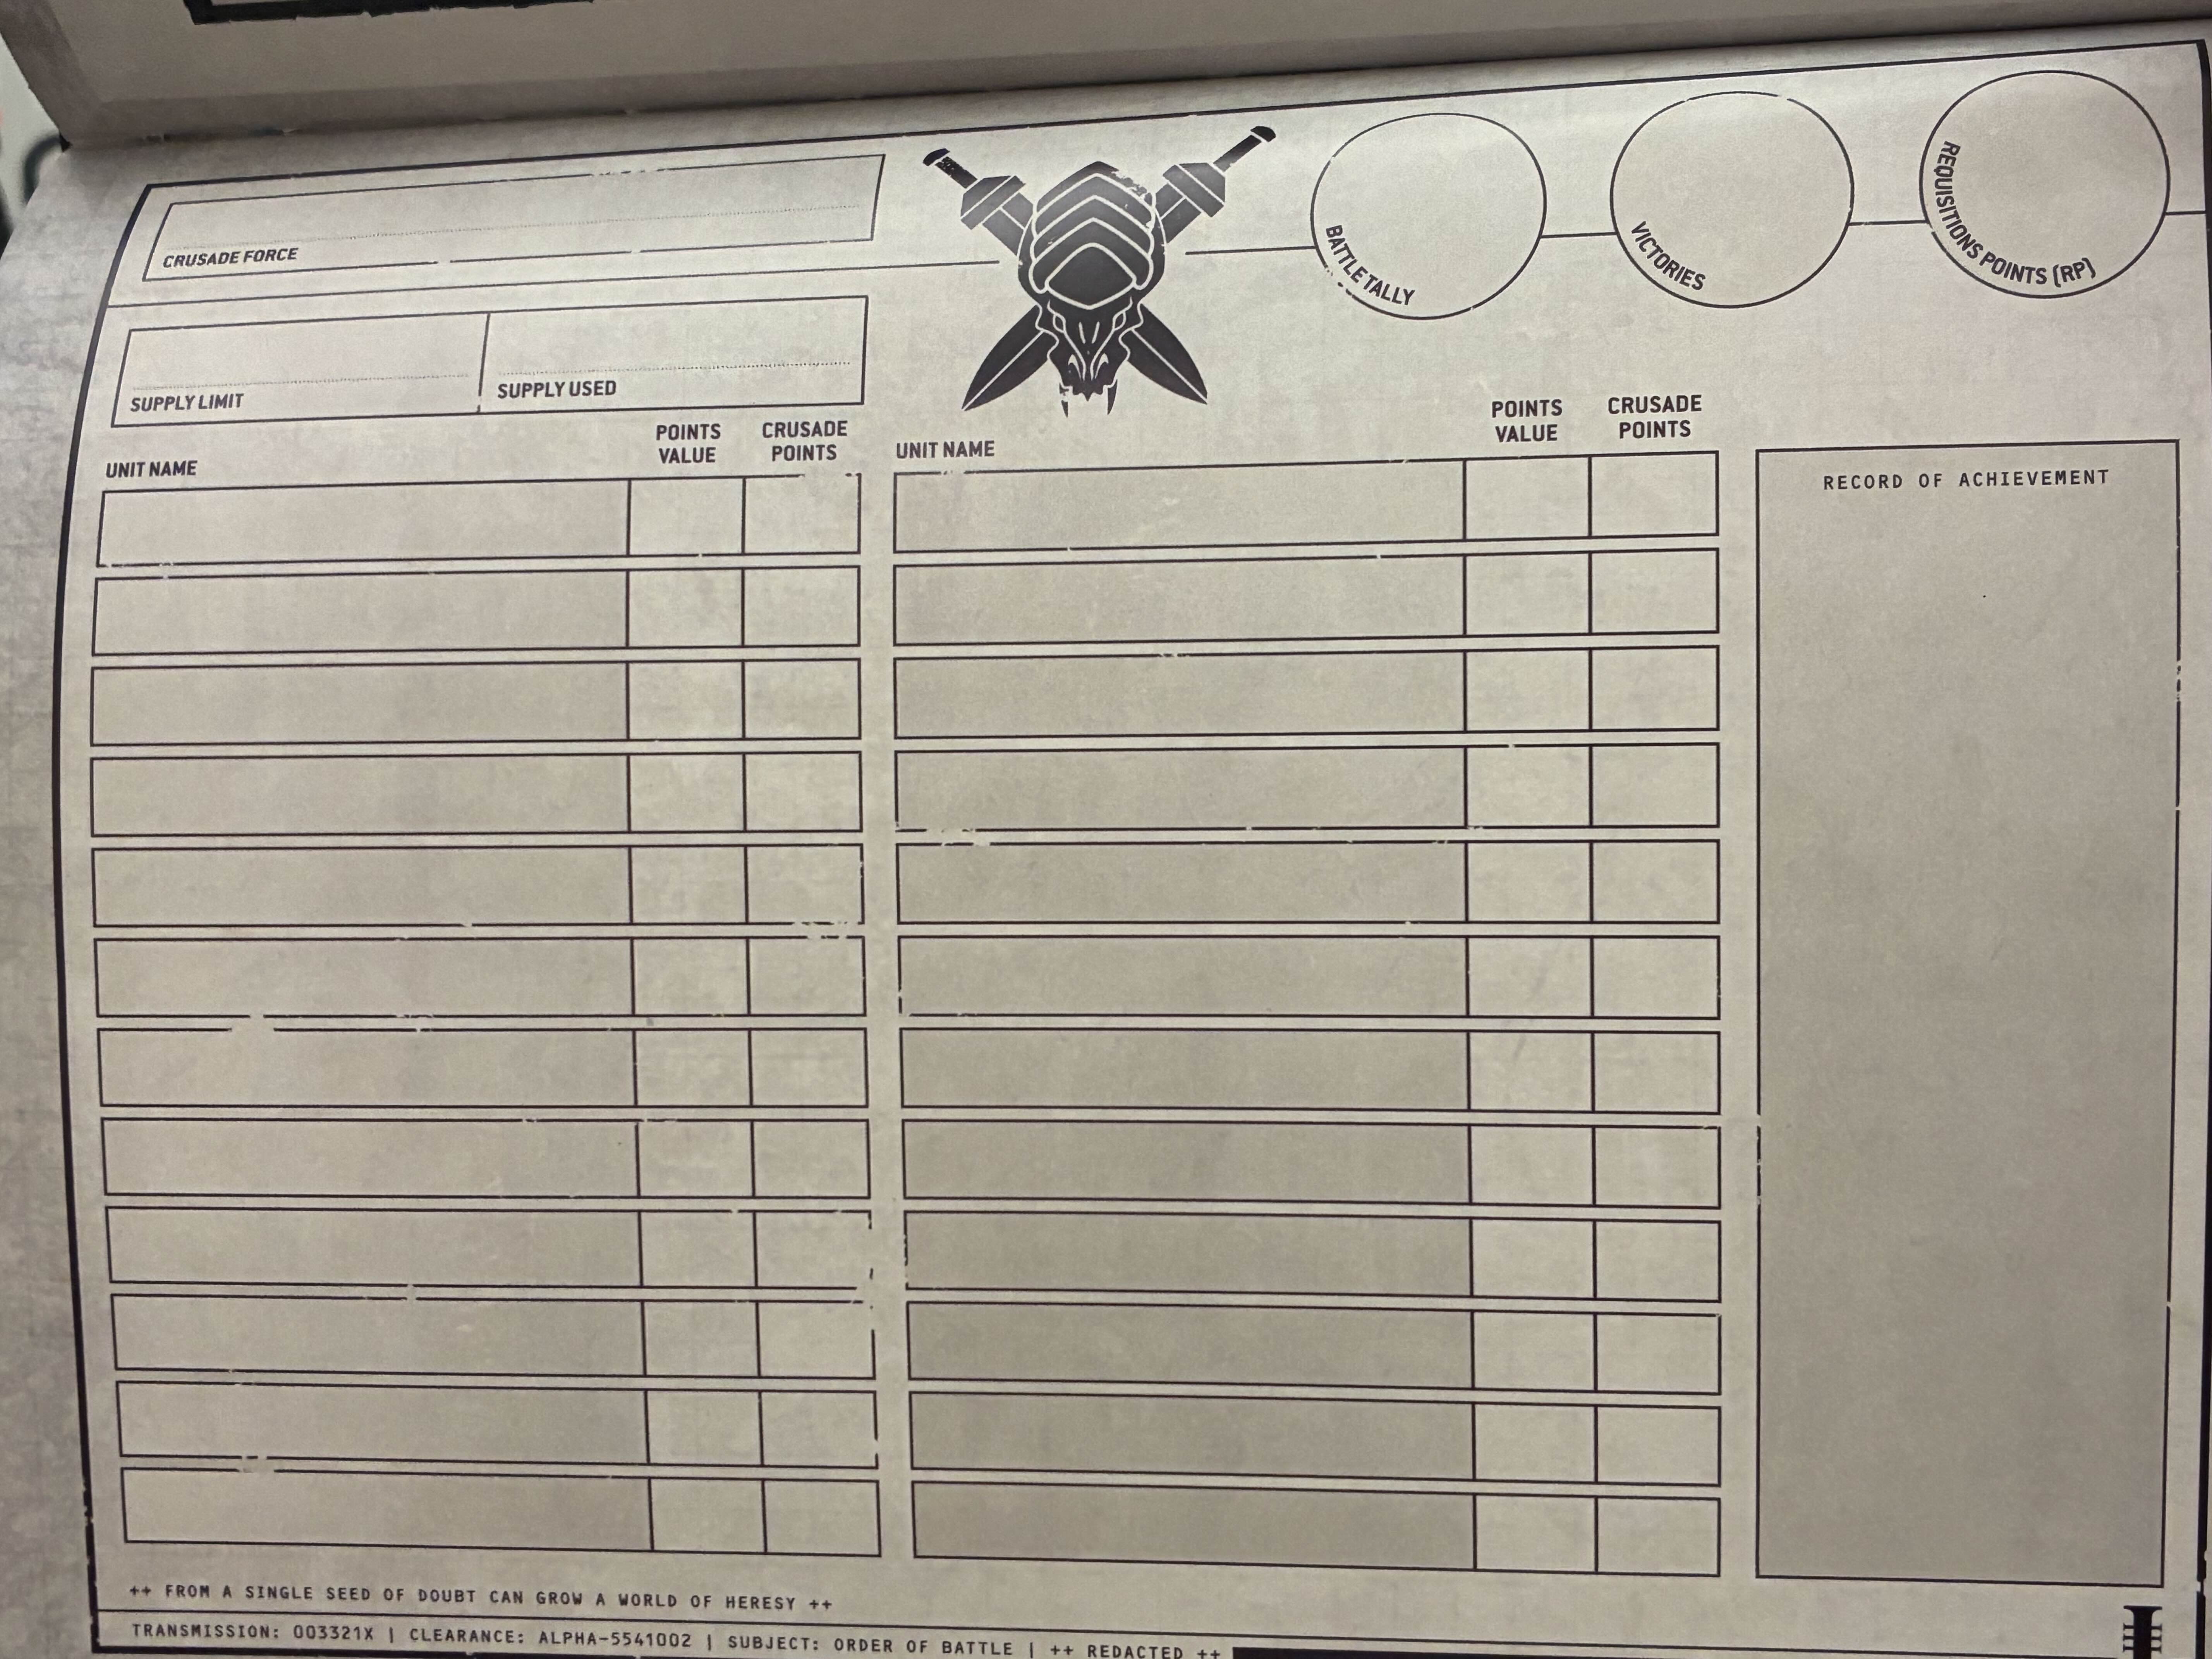 CRUSADE FORCE
BATTLE TALLY
VICTORIES
REQUISITIONS POINTS (RP)
SUPPLY LIMIT
SUPPLY USED
UNIT NAME
POINTS VALUE
CRUSADE POINTS
UNIT NAME
POINTS VALUE
CRUSADE POINTS
RECORD OF ACHIEVEMENT
++ FROM A SINGLE SEED OF DOUBT CAN GROW A WORLD OF HERESY ++
TRANSMISSION: 003321X | CLEARANCE: ALPHA-5541002 | SUBJECT: ORDER OF BATTLE | ++ REDACTED ++